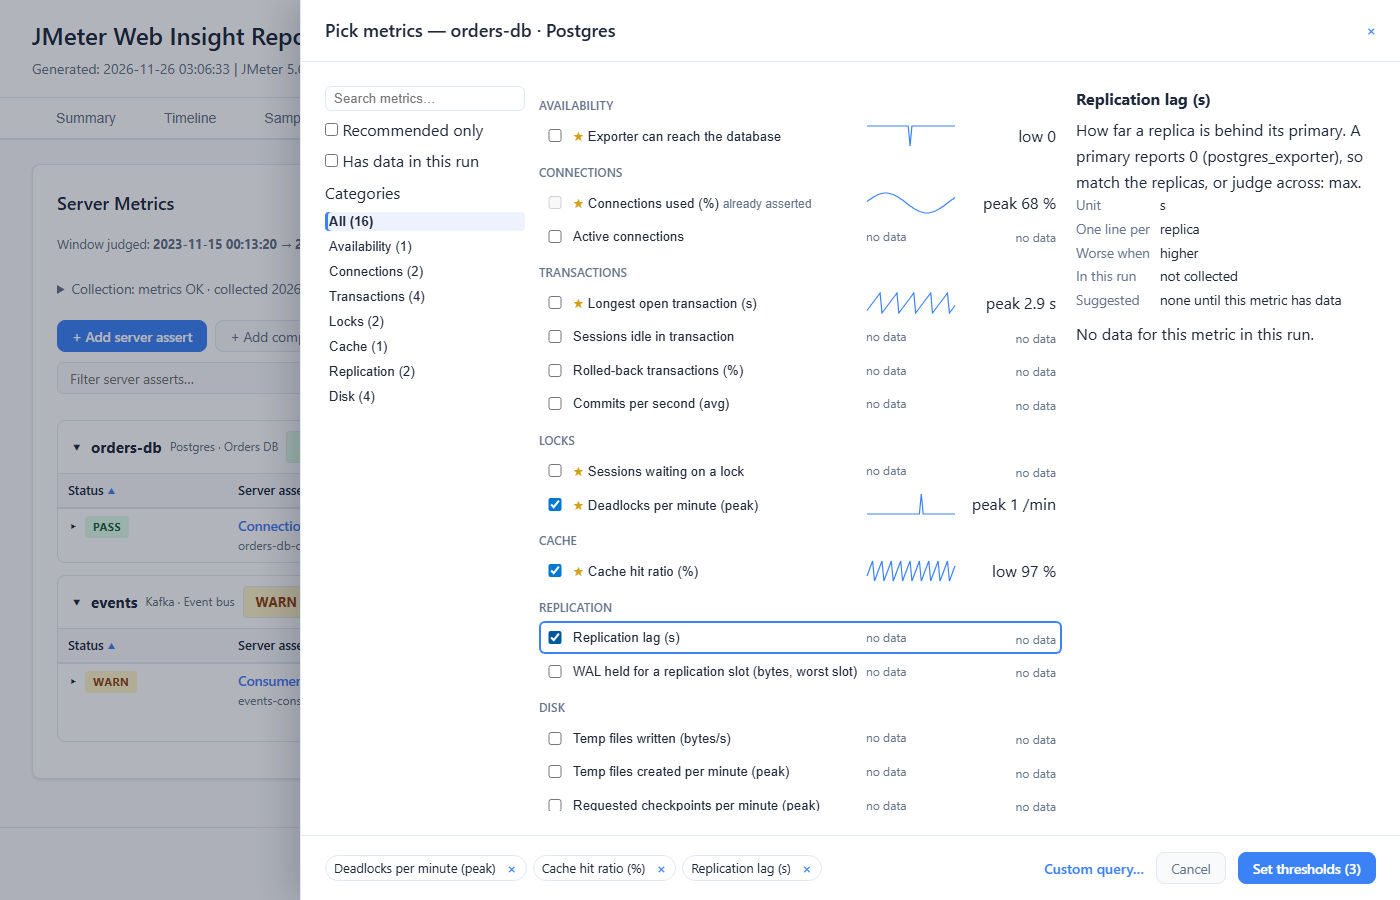 JMeter Web Insight Repo
Generated: 2026-11-26 03:06:33 | JMeter 5.6
Summary Timeline Samp
Server Metrics
Window judged: 2023-11-15 00:13:20 → 2
Collection: metrics OK · collected 2026
+ Add server assert
+ Add comp
Filter server asserts...
orders-db Postgres · Orders DB
Status ▲ Server asse
PASS Connectio
orders-db-c
events Kafka · Event bus WARN
Status ▲ Server asse
WARN Consumer
events-cons
Pick metrics — orders-db · Postgres
×
Search metrics...
Recommended only
Has data in this run
Categories
All (16)
Availability (1)
Connections (2)
Transactions (4)
Locks (2)
Cache (1)
Replication (2)
Disk (4)
AVAILABILITY
★ Exporter can reach the database low 0
CONNECTIONS
★ Connections used (%) already asserted peak 68 %
Active connections no data no data
TRANSACTIONS
★ Longest open transaction (s) peak 2.9 s
Sessions idle in transaction no data no data
Rolled-back transactions (%) no data no data
Commits per second (avg) no data no data
LOCKS
★ Sessions waiting on a lock no data no data
★ Deadlocks per minute (peak) peak 1 /min
CACHE
★ Cache hit ratio (%) low 97 %
REPLICATION
Replication lag (s) no data no data
WAL held for a replication slot (bytes, worst slot) no data no data
DISK
Temp files written (bytes/s) no data no data
Temp files created per minute (peak) no data no data
Requested checkpoints per minute (peak) no data no data
Replication lag (s)
How far a replica is behind its primary. A
primary reports 0 (postgres_exporter), so
match the replicas, or judge across: max.
Unit s
One line per replica
Worse when higher
In this run not collected
Suggested none until this metric has data
No data for this metric in this run.
Deadlocks per minute (peak) × Cache hit ratio (%) × Replication lag (s) ×
Custom query... Cancel Set thresholds (3)